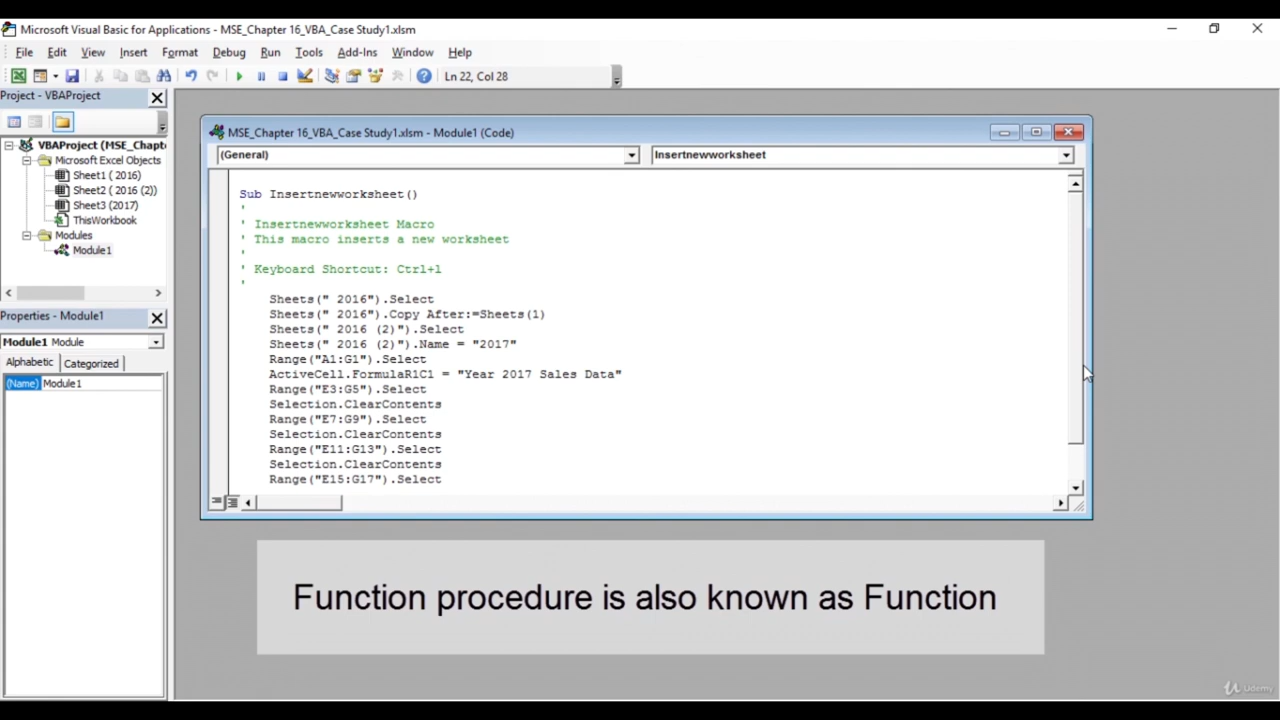 Microsoft Visual Basic for Applications - MSE_Chapter 16_VBA_Case Study1.xlsm
File Edit View Insert Format Debug Run Tools Add-Ins Window Help
Ln 22, Col 28
Project - VBAProject
VBAProject (MSE_Chapt
Microsoft Excel Objects
Sheet1 ( 2016)
Sheet2 ( 2016 (2))
Sheet3 (2017)
ThisWorkbook
Modules
Module1
Properties - Module1
Module1 Module
Alphabetic Categorized
(Name) Module1
MSE_Chapter 16_VBA_Case Study1.xlsm - Module1 (Code)
(General) Insertnewworksheet
Sub Insertnewworksheet()
'
' Insertnewworksheet Macro
' This macro inserts a new worksheet
'
' Keyboard Shortcut: Ctrl+l
'
Sheets(" 2016").Select
Sheets(" 2016").Copy After:=Sheets(1)
Sheets(" 2016 (2)").Select
Sheets(" 2016 (2)").Name = "2017"
Range("A1:G1").Select
ActiveCell.FormulaR1C1 = "Year 2017 Sales Data"
Range("E3:G5").Select
Selection.ClearContents
Range("E7:G9").Select
Selection.ClearContents
Range("E11:G13").Select
Selection.ClearContents
Range("E15:G17").Select
Function procedure is also known as Function
Udemy